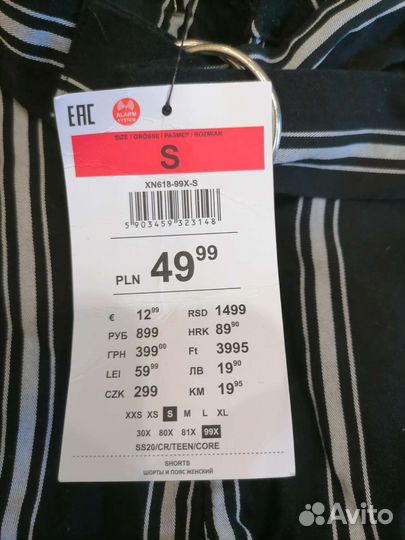 EAC ALARM SYSTEM
SIZE / GRÖSSE / РАЗМЕР / ROZMIAR
S
XN618-99X-S
5 903459 323148
PLN 49 99
€ 12 99 RSD 1499
РУБ 899 HRK 89 90
ГРН 399 00 Ft 3995
LEI 59 99 ЛВ 19 90
CZK 299 KM 19 95
XXS XS S M L XL
30X 80X 81X 99X
SS20/CR/TEEN/CORE
SHORTS
ШОРТЫ И ПОЯС ЖЕНСКИЙ
Avito